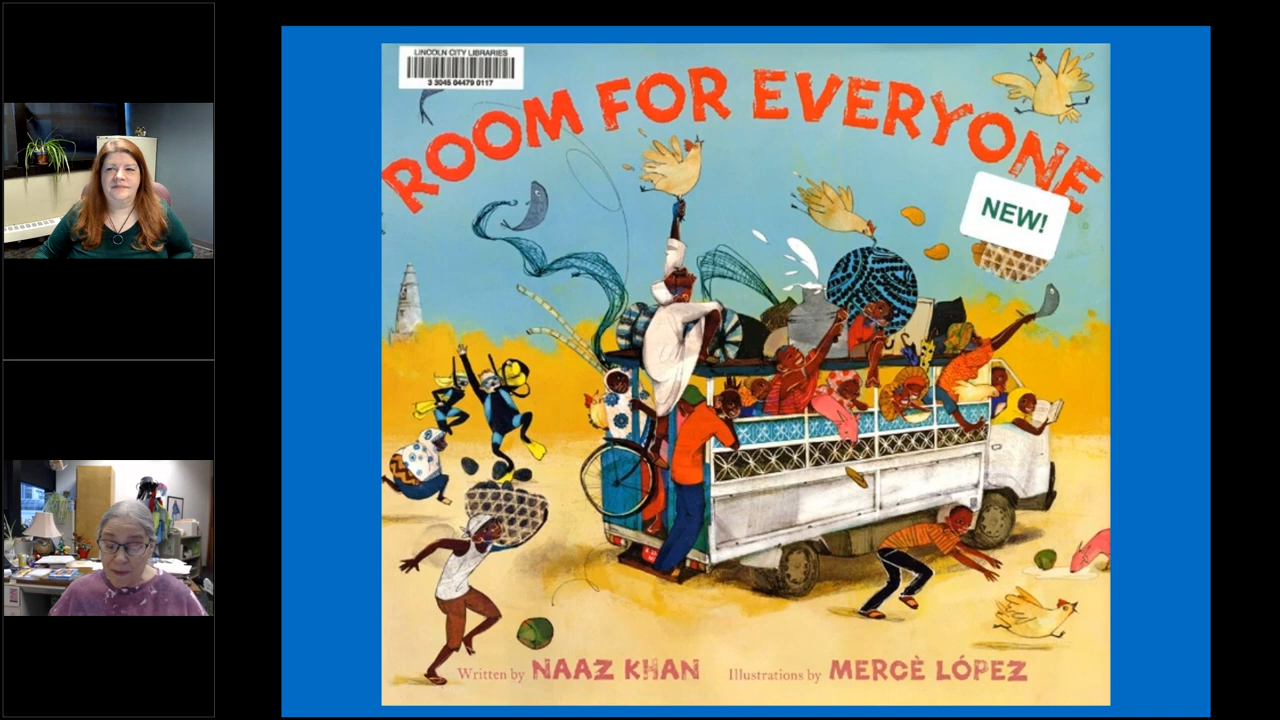 LINCOLN CITY LIBRARIES
3 3045 04479 0117
ROOM FOR EVERYONE
NEW!
Written by NAAZ KHAN Illustrations by MERCÈ LÓPEZ